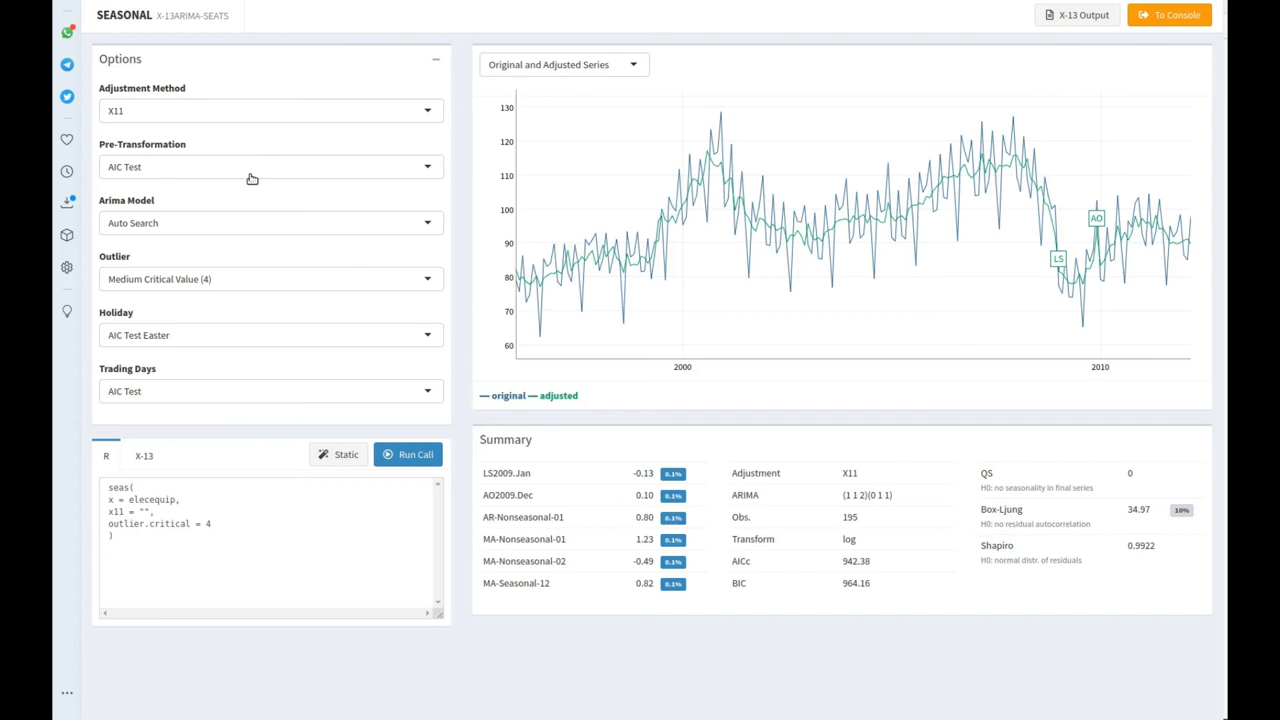 SEASONAL X-13ARIMA-SEATS
X-13 Output
To Console
Options
Adjustment Method
X11
Pre-Transformation
AIC Test
Arima Model
Auto Search
Outlier
Medium Critical Value (4)
Holiday
AIC Test Easter
Trading Days
AIC Test
R
X-13
Static
Run Call
seas(
x = elecequip,
x11 = "",
outlier.critical = 4
)
Original and Adjusted Series
130
120
110
100
90
80
70
60
AO
LS
2000
2010
original adjusted
Summary
LS2009.Jan -0.13 0.1%
AO2009.Dec 0.10 0.1%
AR-Nonseasonal-01 0.80 0.1%
MA-Nonseasonal-01 1.23 0.1%
MA-Nonseasonal-02 -0.49 0.1%
MA-Seasonal-12 0.82 0.1%
Adjustment X11
ARIMA (1 1 2)(0 1 1)
Obs. 195
Transform log
AICc 942.38
BIC 964.16
QS 0
H0: no seasonality in final series
Box-Ljung 34.97 10%
H0: no residual autocorrelation
Shapiro 0.9922
H0: normal distr. of residuals